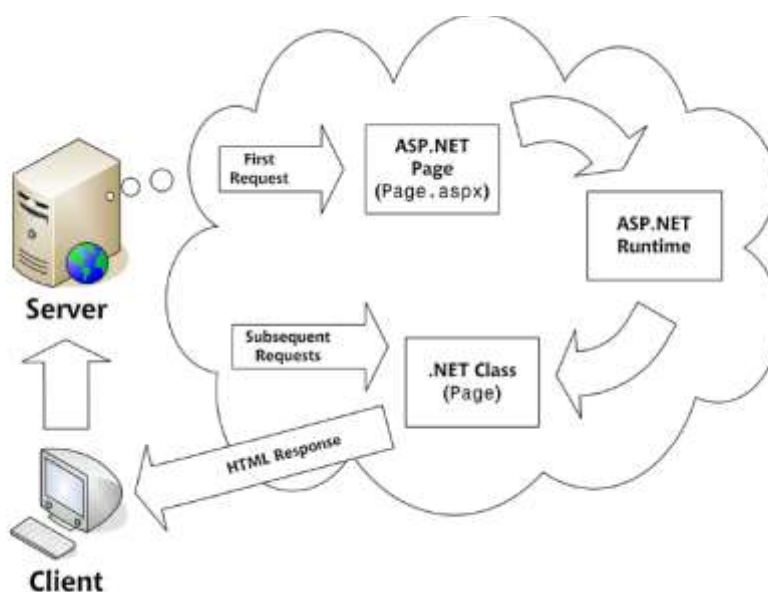 First
Request
ASP.NET
Page
(Page.aspx)
ASP.NET
Runtime
Server
Subsequent
Requests
.NET Class
(Page)
HTML Response
Client